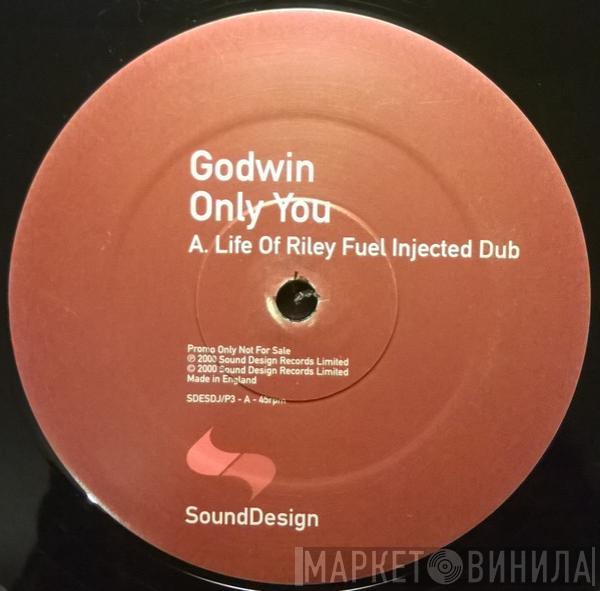 Godwin
Only You
A. Life Of Riley Fuel Injected Dub
Promo Only Not For Sale
℗ 2000 Sound Design Records Limited
© 2000 Sound Design Records Limited
Made in England
SDESDJ/P3 - A - 45rpm
SoundDesign
МАРКЕТ ВИНИЛА